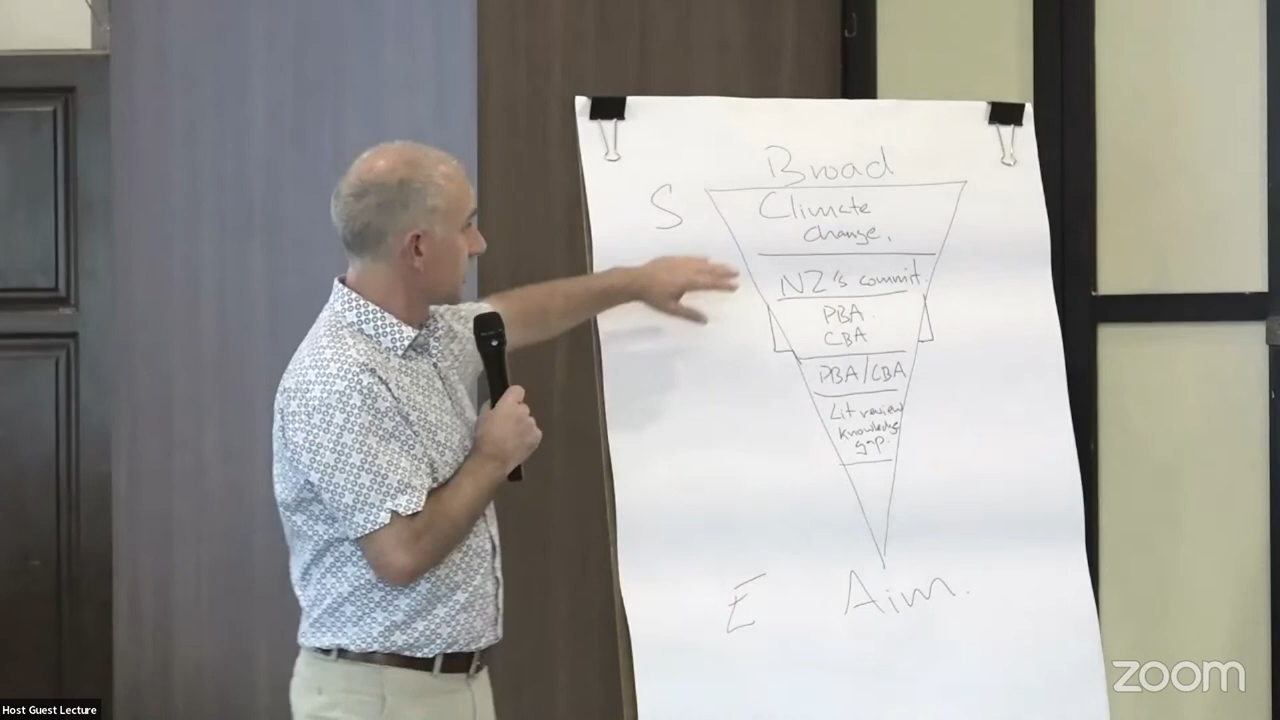 Broad
S
Climate
change.
NZ's commit.
PBA
CBA
PBA/CBA
Lit review
knowledge
gap.
E
Aim.
zoom
Host Guest Lecture